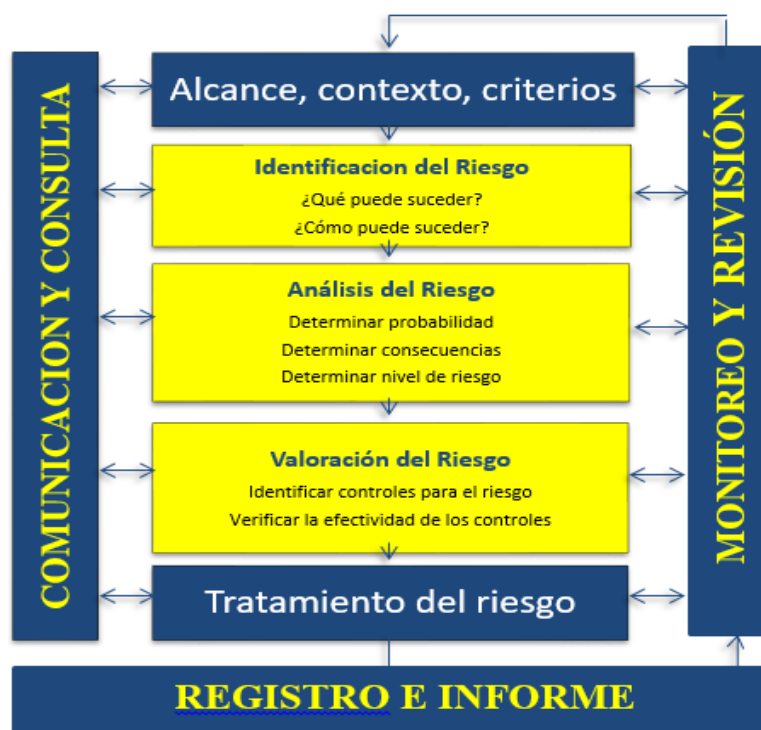 COMUNICACION Y CONSULTA
Alcance, contexto, criterios
Identificacion del Riesgo
¿Qué puede suceder?
¿Cómo puede suceder?
Análisis del Riesgo
Determinar probabilidad
Determinar consecuencias
Determinar nivel de riesgo
Valoración del Riesgo
Identificar controles para el riesgo
Verificar la efectividad de los controles
Tratamiento del riesgo
MONITOREO Y REVISIÓN
REGISTRO E INFORME